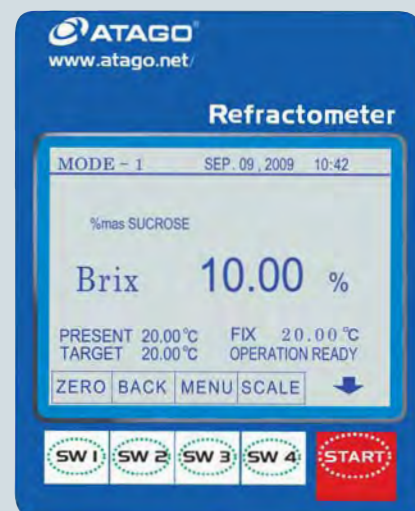 ATAGO
www.atago.net/
Refractometer
MODE - 1 SEP. 09 , 2009 10:42
%mas SUCROSE
Brix 10.00 %
PRESENT 20.00℃ FIX 20.00℃
TARGET 20.00℃ OPERATION READY
ZERO BACK MENU SCALE
SW 1 SW 2 SW 3 SW 4 START